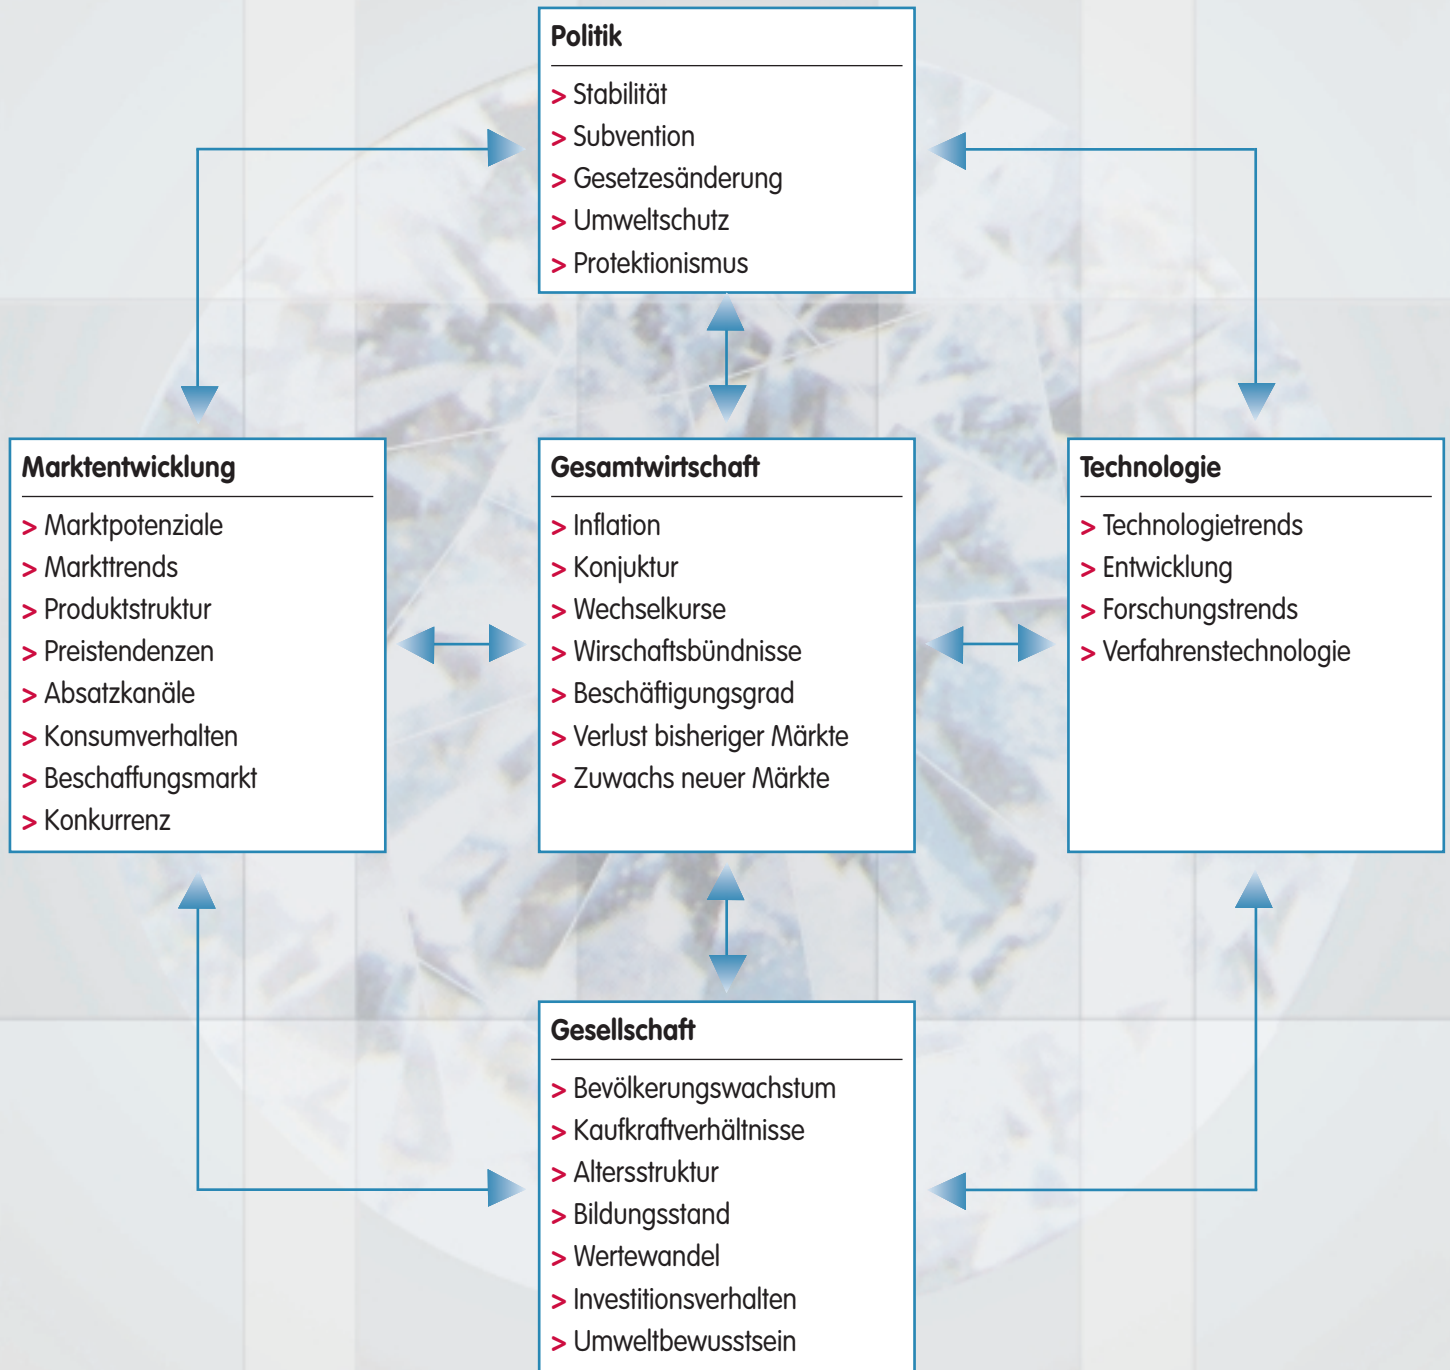 Politik
> Stabilität
> Subvention
> Gesetzesänderung
> Umweltschutz
> Protektionismus
Marktentwicklung
> Marktpotenziale
> Markttrends
> Produktstruktur
> Preistendenzen
> Absatzkanäle
> Konsumverhalten
> Beschaffungsmarkt
> Konkurrenz
Gesamtwirtschaft
> Inflation
> Konjuktur
> Wechselkurse
> Wirschaftsbündnisse
> Beschäftigungsgrad
> Verlust bisheriger Märkte
> Zuwachs neuer Märkte
Technologie
> Technologietrends
> Entwicklung
> Forschungstrends
> Verfahrenstechnologie
Gesellschaft
> Bevölkerungswachstum
> Kaufkraftverhältnisse
> Altersstruktur
> Bildungsstand
> Wertewandel
> Investitionsverhalten
> Umweltbewusstsein